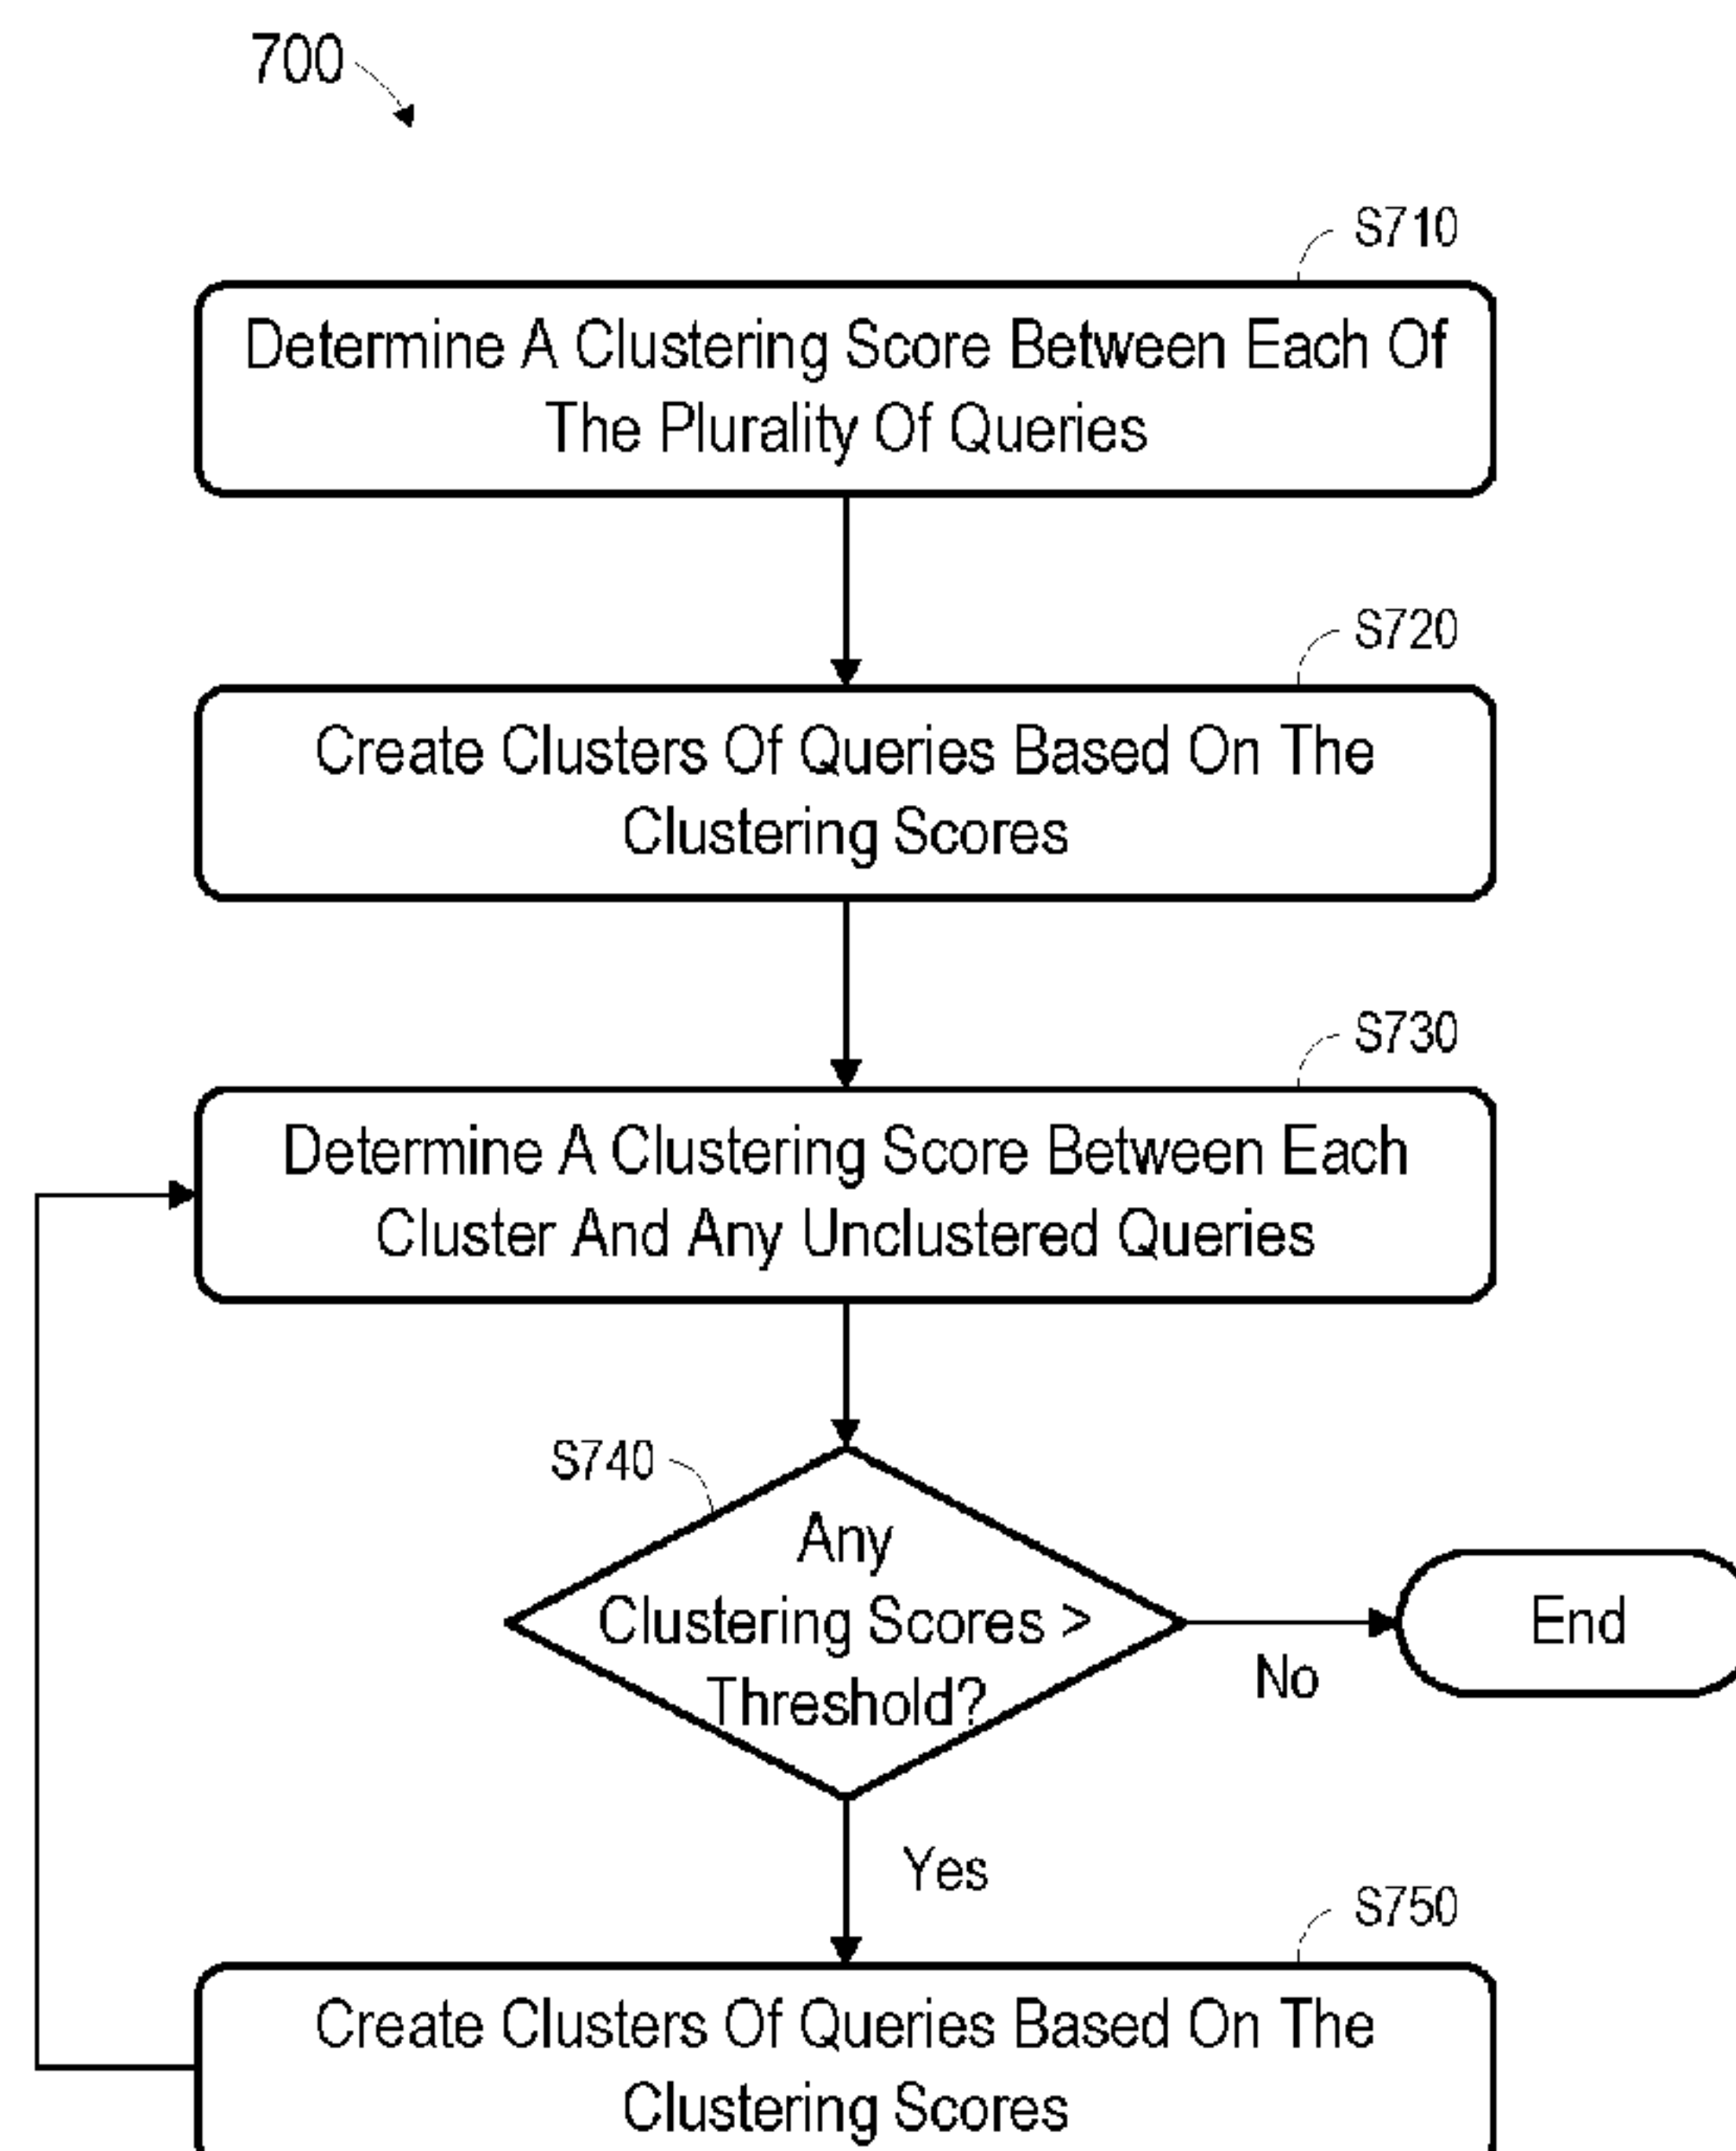 700
S710
Determine A Clustering Score Between Each Of
The Plurality Of Queries
S720
Create Clusters Of Queries Based On The
Clustering Scores
S730
Determine A Clustering Score Between Each
Cluster And Any Unclustered Queries
S740
Any
Clustering Scores >
Threshold?
End
No
Yes
S750
Create Clusters Of Queries Based On The
Clustering Scores